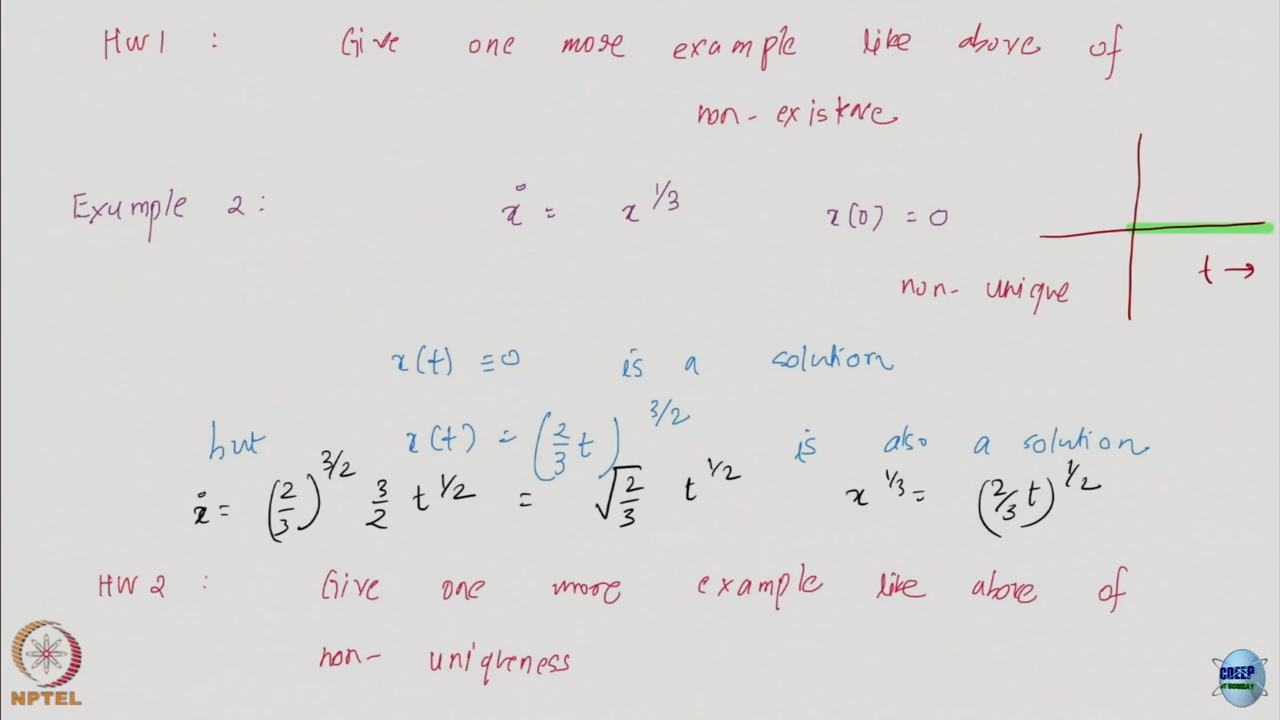 HW1 : Give one more example like above of
non-existnce
Example 2: ẋ = x^{1/3} x(0) = 0
t →
non-unique
x(t) ≡ 0 is a solution
but x(t) = (2/3 t)^{3/2} is also a solution
ẋ = (2/3)^{3/2} 3/2 t^{1/2} = √(2/3) t^{1/2} x^{1/3} = (2/3 t)^{1/2}
HW 2 : Give one more example like above of
non-uniqueness
NPTEL
CDEEP
IIT BOMBAY